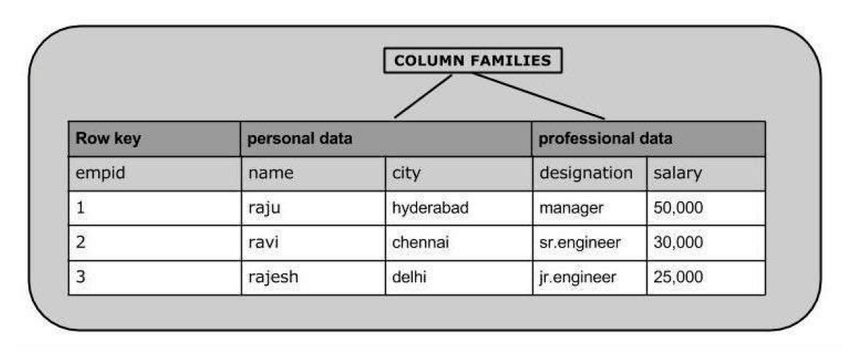 COLUMN FAMILIES
Row key personal data professional data
empid name city designation salary
1 raju hyderabad manager 50,000
2 ravi chennai sr.engineer 30,000
3 rajesh delhi jr.engineer 25,000